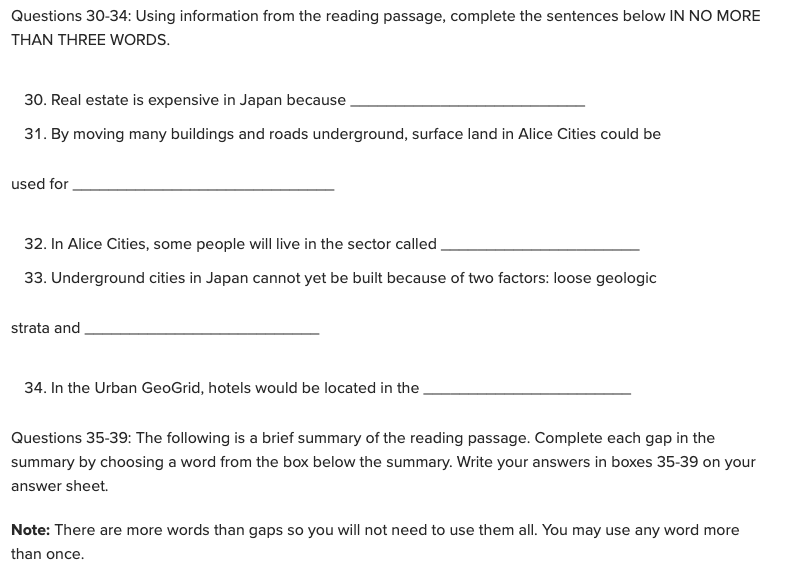 Questions 30-34: Using information from the reading passage, complete the sentences below IN NO MORE
THAN THREE WORDS.
30. Real estate is expensive in Japan because ____________________________
31. By moving many buildings and roads underground, surface land in Alice Cities could be
used for _______________________________
32. In Alice Cities, some people will live in the sector called ________________________
33. Underground cities in Japan cannot yet be built because of two factors: loose geologic
strata and ____________________________
34. In the Urban GeoGrid, hotels would be located in the _________________________
Questions 35-39: The following is a brief summary of the reading passage. Complete each gap in the
summary by choosing a word from the box below the summary. Write your answers in boxes 35-39 on your
answer sheet.
Note: There are more words than gaps so you will not need to use them all. You may use any word more
than once.